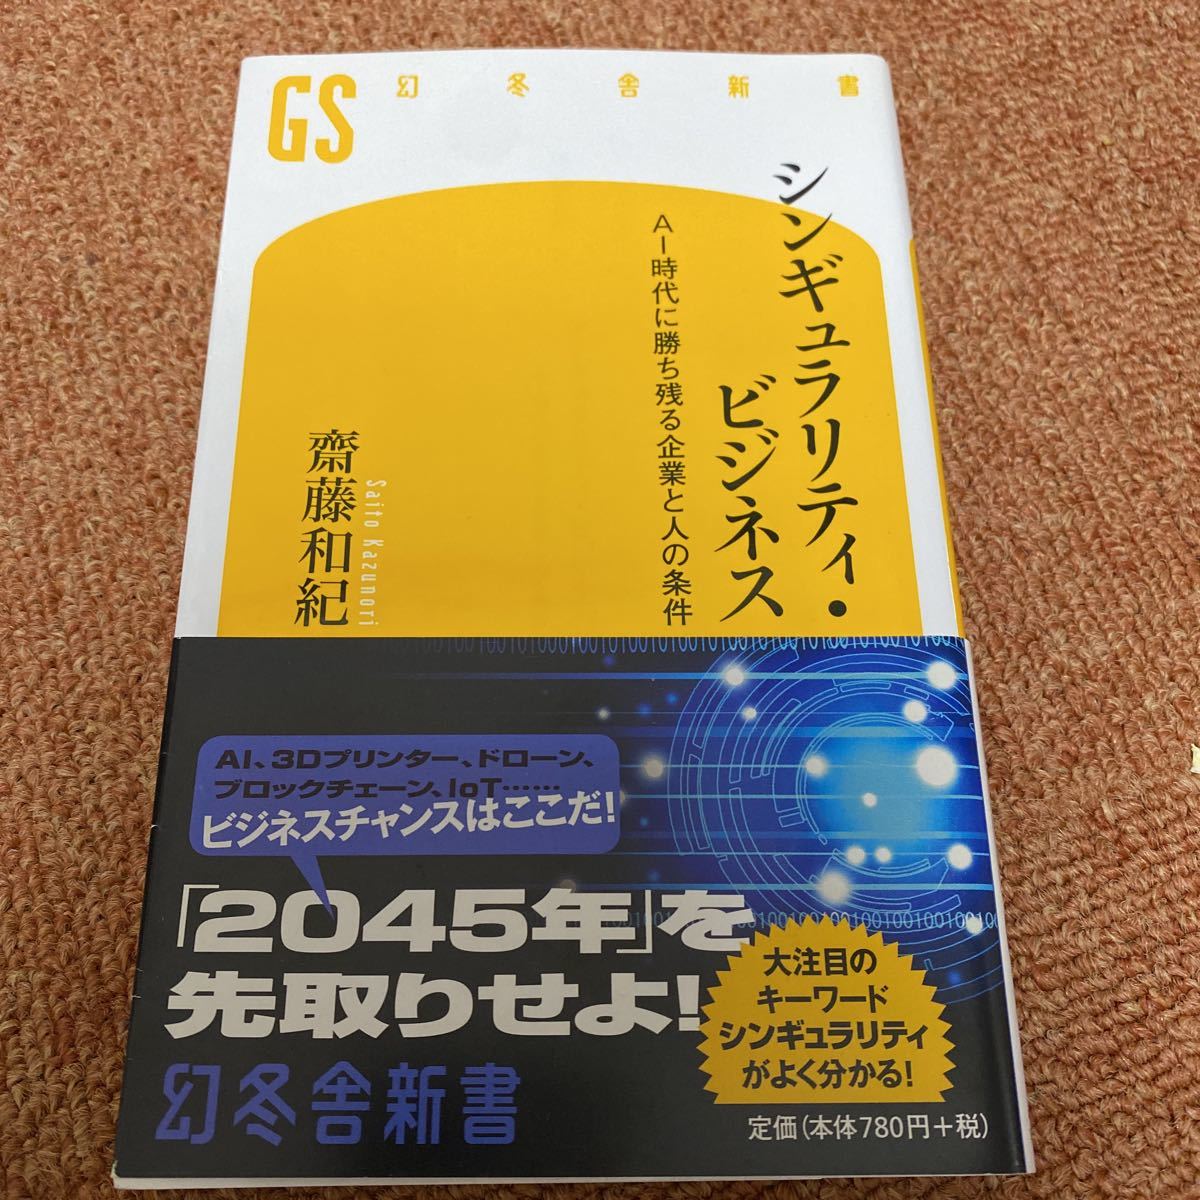 GS
幻冬舎新書
シンギュラリティ・
ビジネス
AI時代に勝ち残る企業と人の条件
齋藤和紀
Saito Kazunori
AI、3Dプリンター、ドローン、
ブロックチェーン、IoT……
ビジネスチャンスはここだ!
「2045年」を
先取りせよ!
大注目の
キーワード
シンギュラリティ
がよく分かる!
幻冬舎新書
定価(本体780円+税)